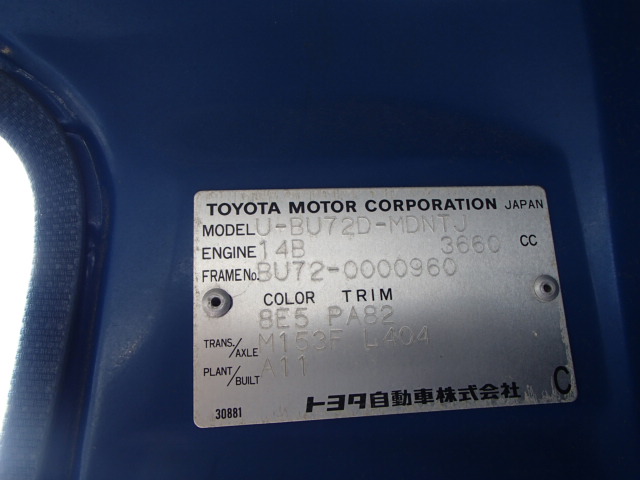 TOYOTA MOTOR CORPORATION JAPAN
MODEL U-BU72D-MDNTJ
ENGINE 14B 3660 CC
FRAME No. BU72-0000960
COLOR TRIM
8E5 PA82
TRANS./AXLE M153F L404
PLANT/BUILT A11
30881 トヨタ自動車株式会社 C